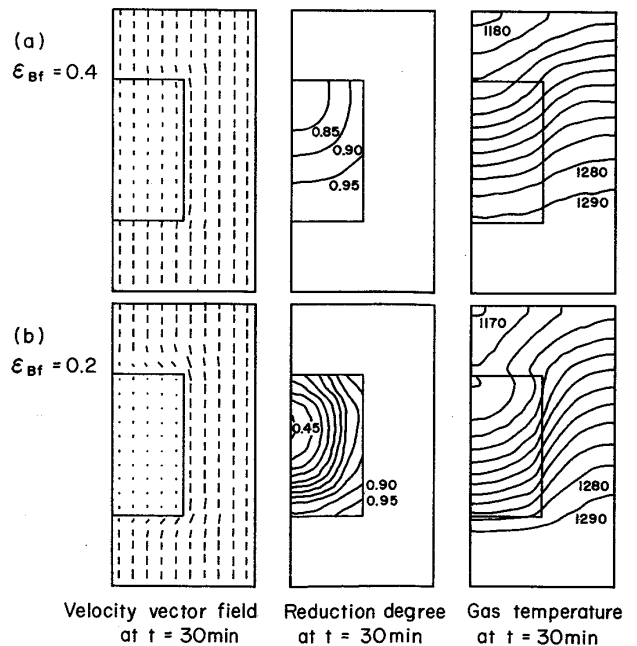 (a)
ε_Bf = 0.4
0.85
0.90
0.95
1180
1280
1290
(b)
ε_Bf = 0.2
0.45
0.90
0.95
1170
1280
1290
Velocity vector field
at t = 30min
Reduction degree
at t = 30min
Gas temperature
at t = 30min